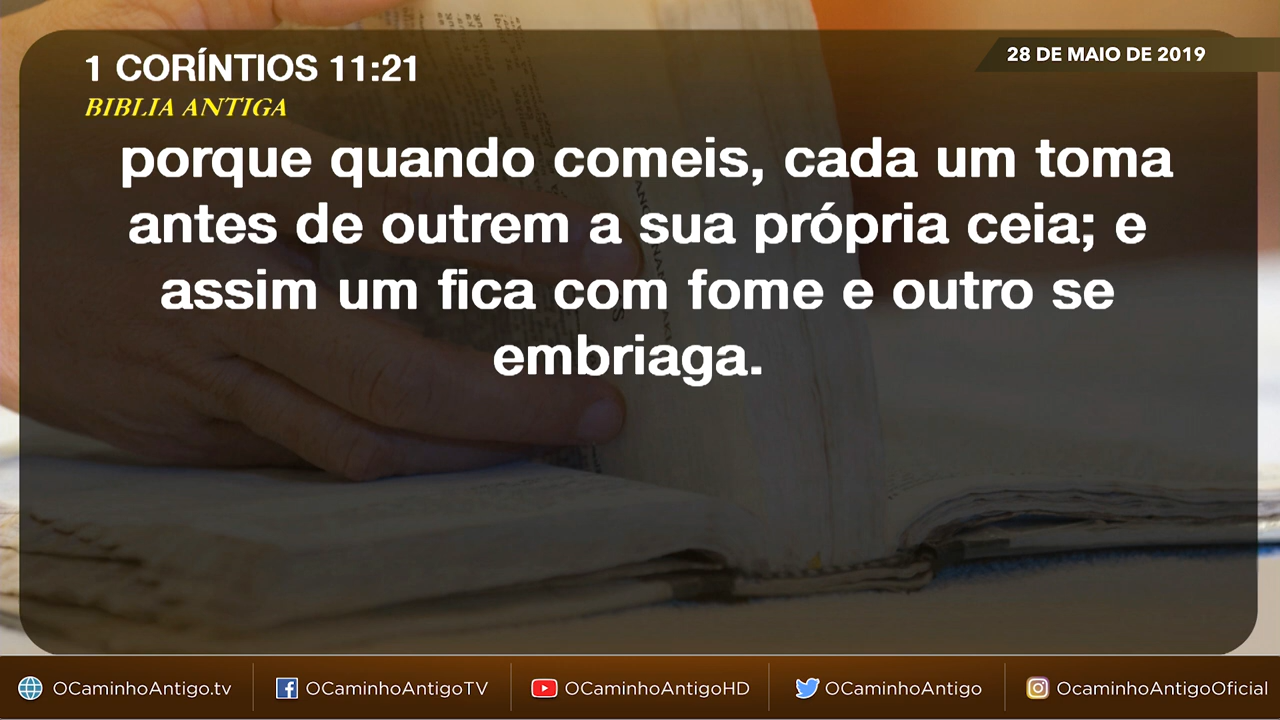 1 CORÍNTIOS 11:21
28 DE MAIO DE 2019
BIBLIA ANTIGA
porque quando comeis, cada um toma
antes de outrem a sua própria ceia; e
assim um fica com fome e outro se
embriaga.
OCaminhoAntigo.tv
OCaminhoAntigoTV
OCaminhoAntigoHD
OCaminhoAntigo
OcaminhoAntigoOficial